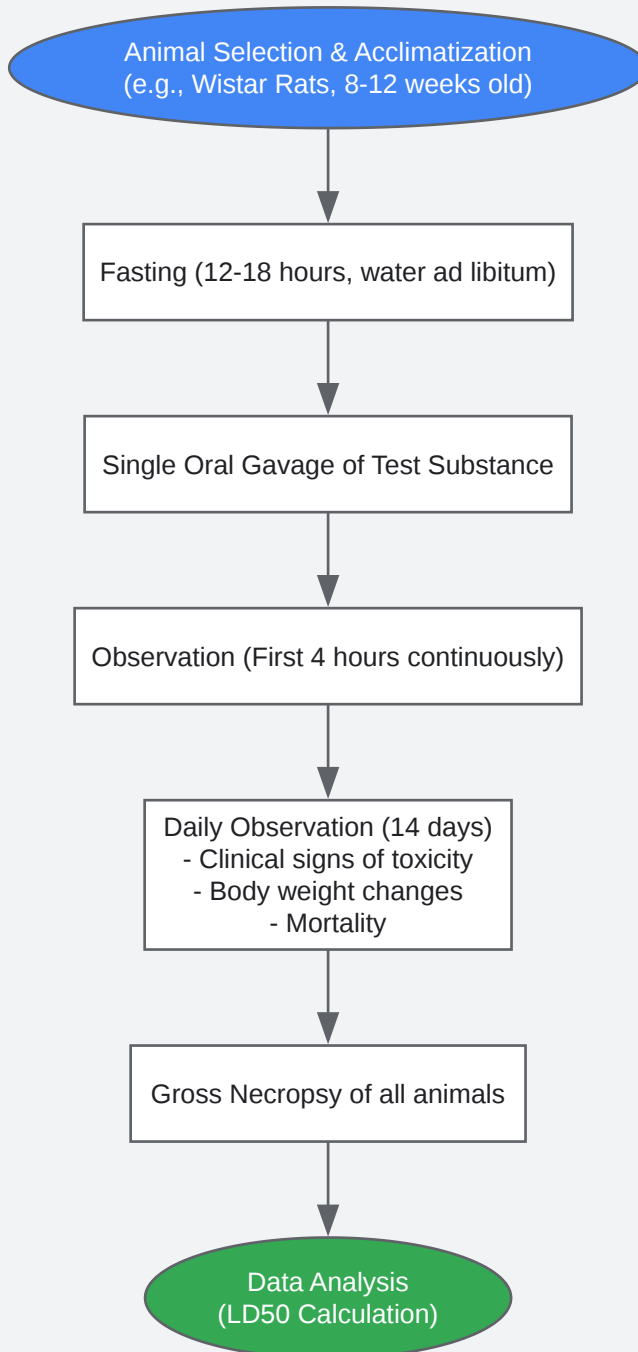 Animal Selection & Acclimatization
(e.g., Wistar Rats, 8-12 weeks old)
Fasting (12-18 hours, water ad libitum)
Single Oral Gavage of Test Substance
Observation (First 4 hours continuously)
Daily Observation (14 days)
- Clinical signs of toxicity
- Body weight changes
- Mortality
Gross Necropsy of all animals
Data Analysis
(LD50 Calculation)